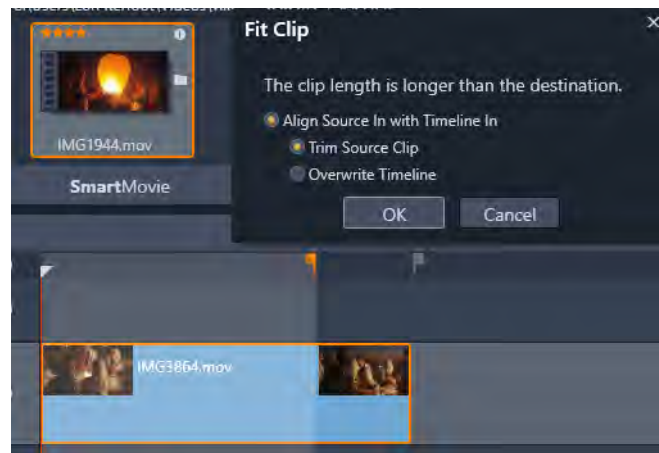 Fit Clip
The clip length is longer than the destination.
Align Source In with Timeline In
Trim Source Clip
Overwrite Timeline
OK
Cancel
IMG1944.mov
SmartMovie
IMG3864.mov